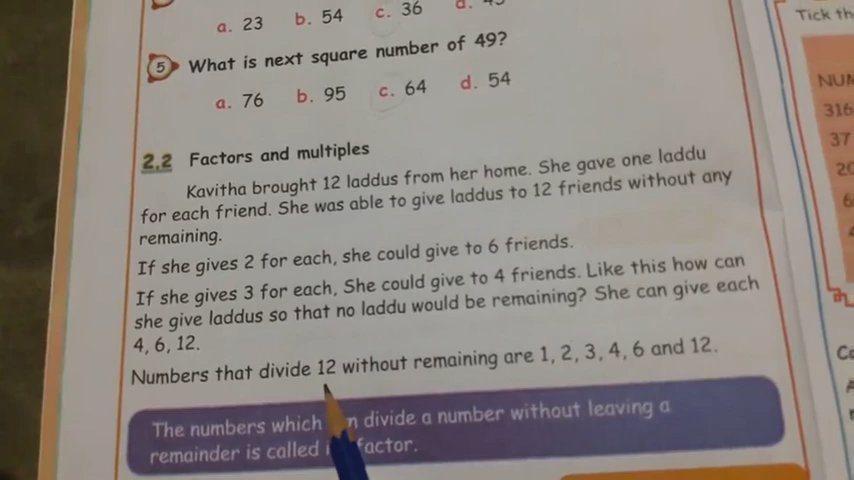 a. 23 b. 54 c. 36 d.
5 What is next square number of 49?
a. 76 b. 95 c. 64 d. 54
2.2 Factors and multiples
Kavitha brought 12 laddus from her home. She gave one laddu
for each friend. She was able to give laddus to 12 friends without any
remaining.
If she gives 2 for each, she could give to 6 friends.
If she gives 3 for each, She could give to 4 friends. Like this how can
she give laddus so that no laddu would be remaining? She can give each
4, 6, 12.
Numbers that divide 12 without remaining are 1, 2, 3, 4, 6 and 12.
The numbers which divide a number without leaving a
remainder is called factor.
Tick th
NUM
316
37
20
6